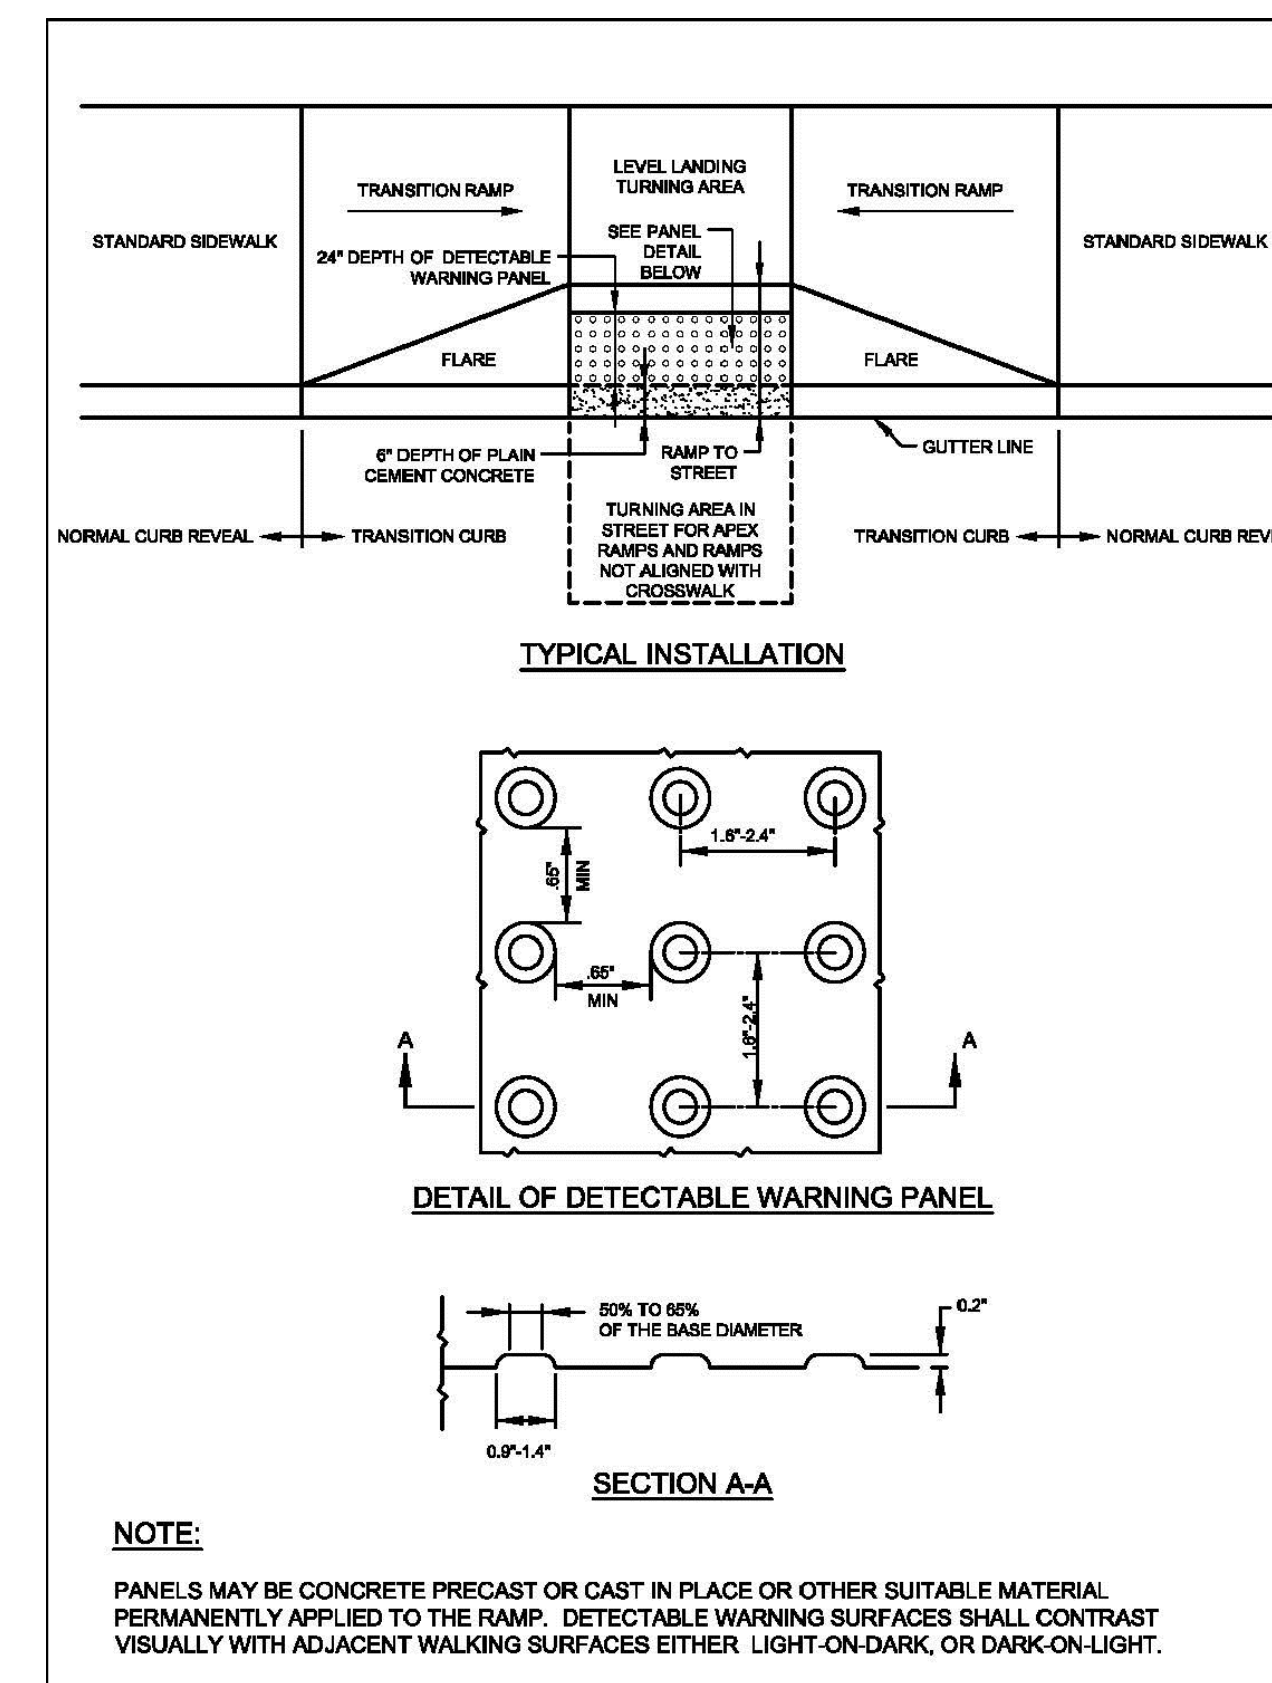 LEVEL LANDING
TURNING AREA
TRANSITION RAMP
TRANSITION RAMP
STANDARD SIDEWALK
SEE PANEL
DETAIL
BELOW
STANDARD SIDEWALK
24" DEPTH OF DETECTABLE
WARNING PANEL
FLARE
FLARE
6" DEPTH OF PLAIN
CEMENT CONCRETE
RAMP TO
STREET
GUTTER LINE
NORMAL CURB REVEAL
TRANSITION CURB
TURNING AREA IN
STREET FOR APEX
RAMPS AND RAMPS
NOT ALIGNED WITH
CROSSWALK
TRANSITION CURB
NORMAL CURB REV
TYPICAL INSTALLATION
1.6"-2.4"
.65"
MIN
.65"
MIN
1.6"-2.4"
A
A
DETAIL OF DETECTABLE WARNING PANEL
50% TO 65%
OF THE BASE DIAMETER
0.2"
0.9"-1.4"
SECTION A-A
NOTE:
PANELS MAY BE CONCRETE PRECAST OR CAST IN PLACE OR OTHER SUITABLE MATERIAL
PERMANENTLY APPLIED TO THE RAMP. DETECTABLE WARNING SURFACES SHALL CONTRAST
VISUALLY WITH ADJACENT WALKING SURFACES EITHER LIGHT-ON-DARK, OR DARK-ON-LIGHT.